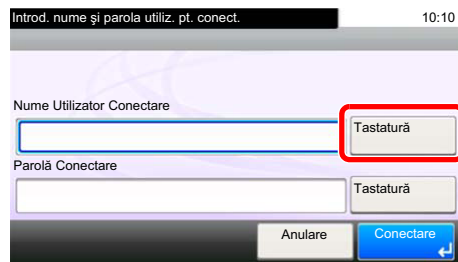 Introd. nume şi parola utiliz. pt. conect. 10:10
Nume Utilizator Conectare
Tastatură
Parolă Conectare
Tastatură
Anulare Conectare